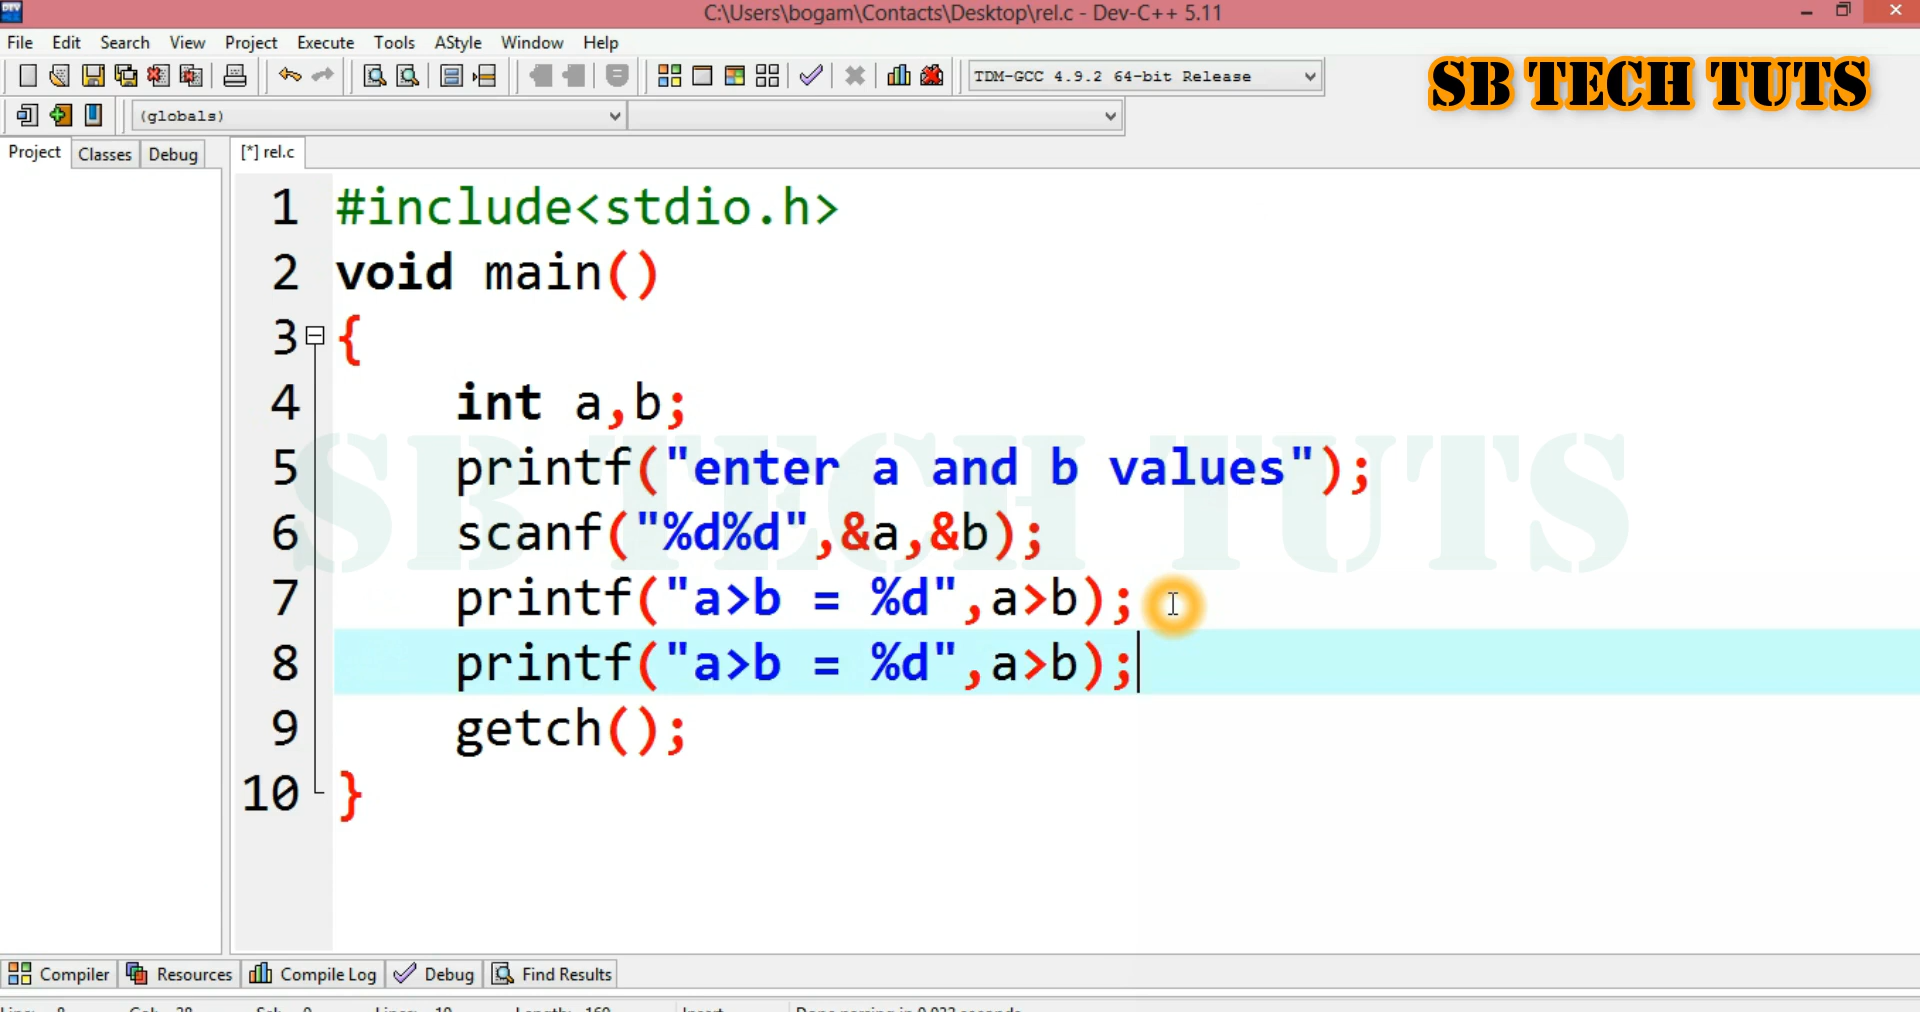 C:\Users\bogam\Contacts\Desktop\rel.c - Dev-C++ 5.11
File Edit Search View Project Execute Tools AStyle Window Help
TDM-GCC 4.9.2 64-bit Release
SB TECH TUTS
(globals)
Project Classes Debug
[*] rel.c
1 #include<stdio.h>
2 void main()
3 {
4 int a,b;
5 printf("enter a and b values");
6 scanf("%d%d",&a,&b);
SB TECH TUTS
7 printf("a>b = %d",a>b);
8 printf("a>b = %d",a>b);
9 getch();
10 }
Compiler Resources Compile Log Debug Find Results